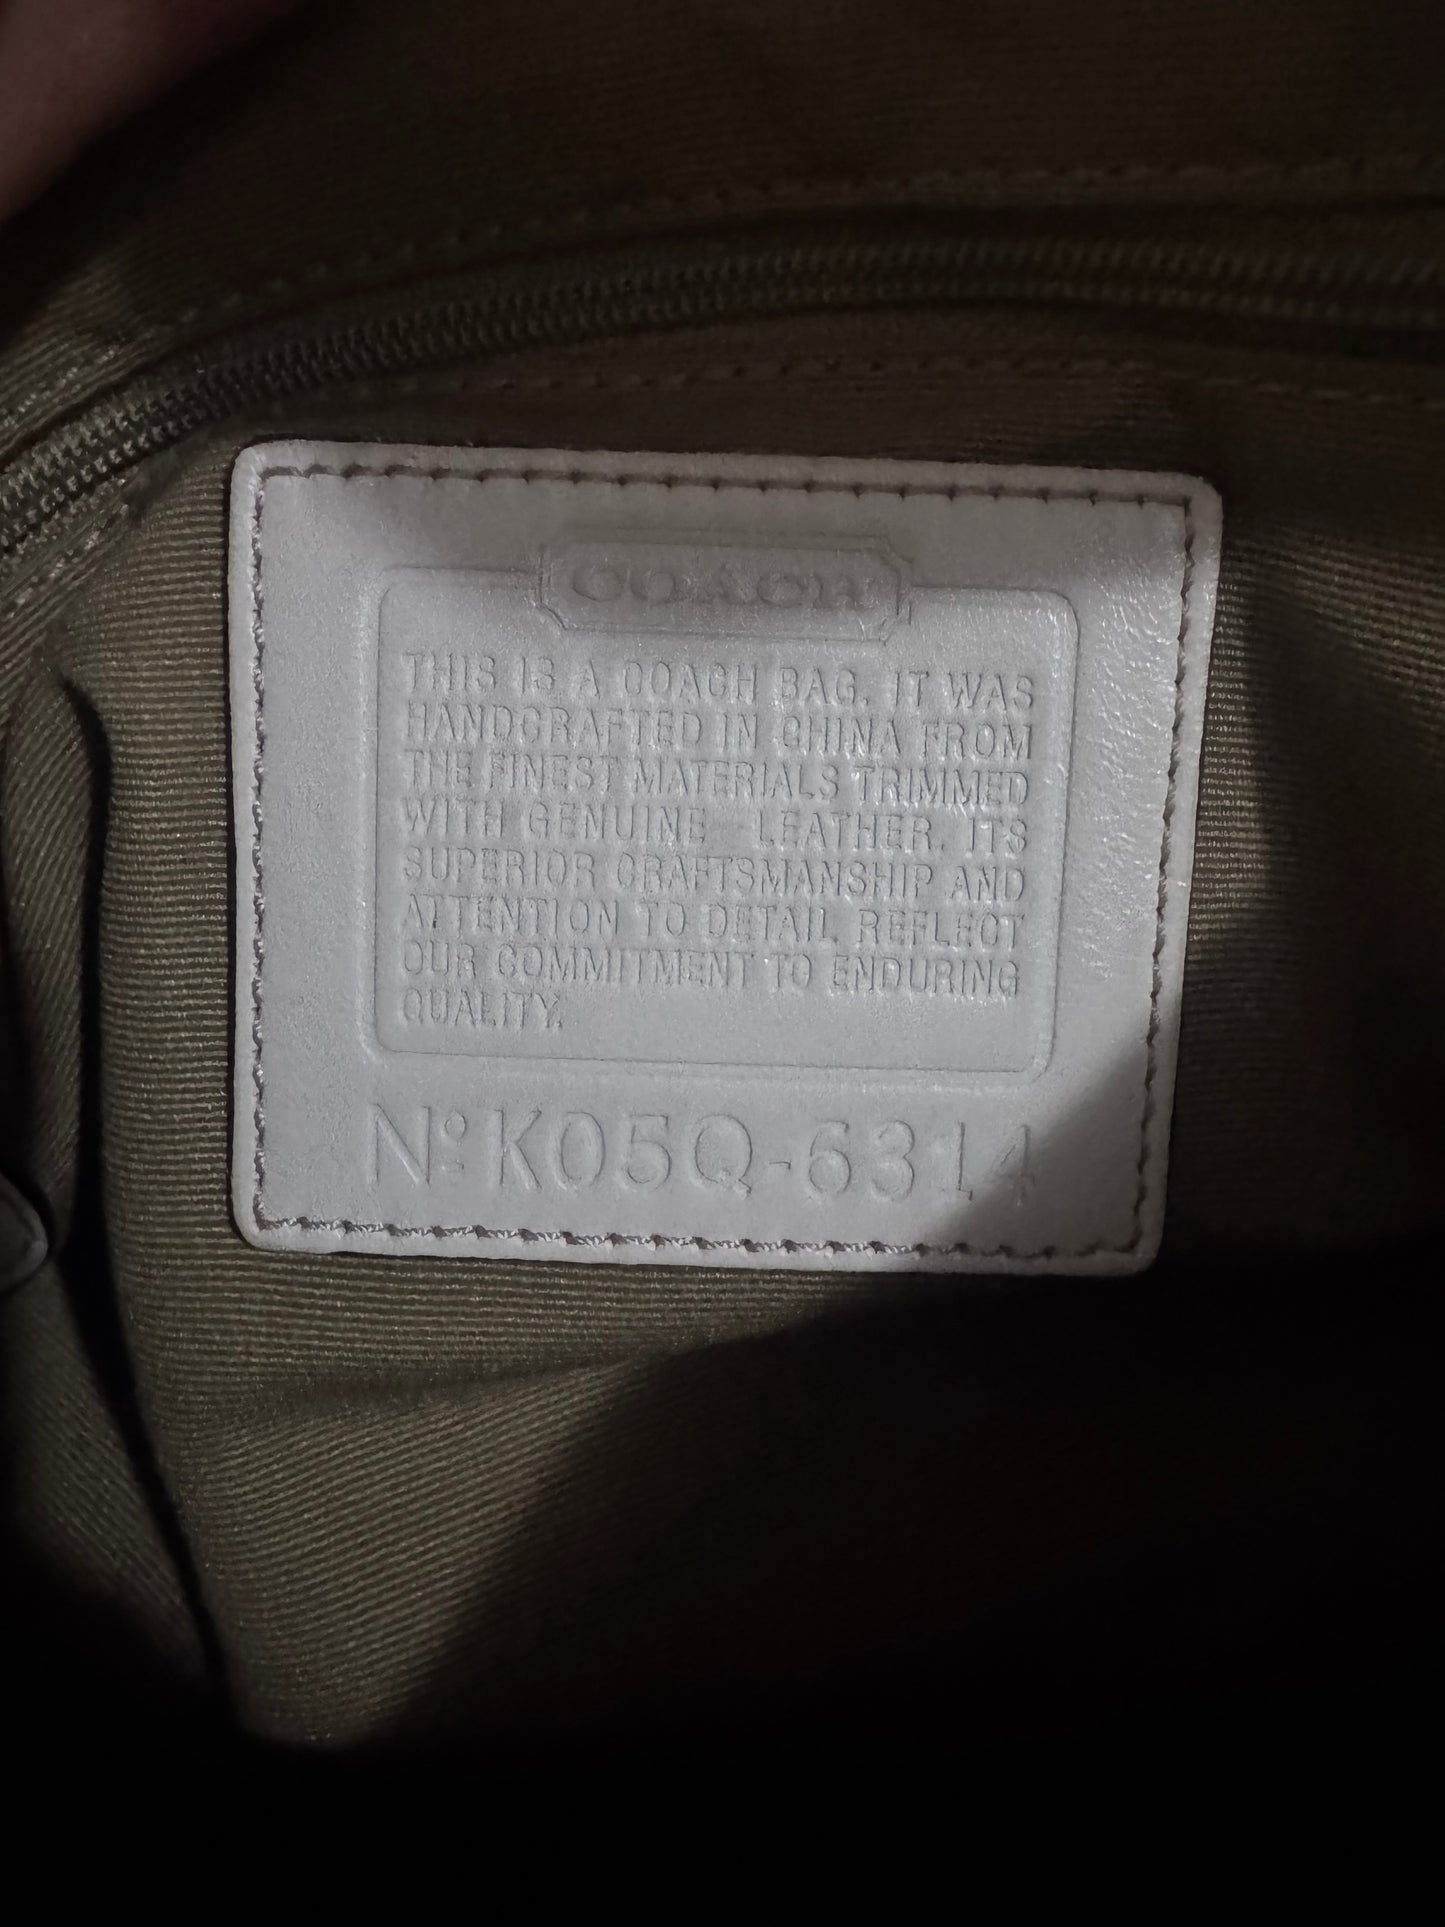 COACH
THIS IS A COACH BAG. IT WAS
HANDCRAFTED IN CHINA FROM
THE FINEST MATERIALS TRIMMED
WITH GENUINE LEATHER. ITS
SUPERIOR CRAFTSMANSHIP AND
ATTENTION TO DETAIL REFLECT
OUR COMMITMENT TO ENDURING
QUALITY.
Nº K05Q-6314